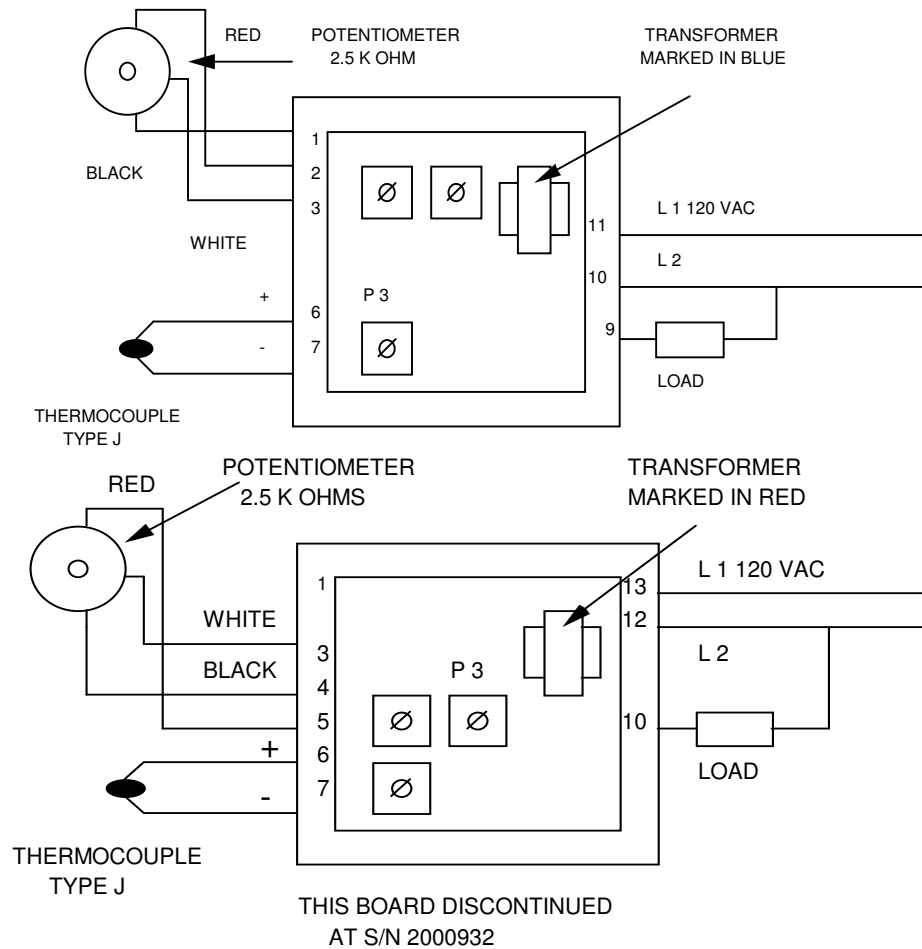 RED
POTENTIOMETER
2.5 K OHM
TRANSFORMER
MARKED IN BLUE
1
BLACK
2
3
WHITE
L 1 120 VAC
11
L 2
10
+
6
P 3
9
-
7
LOAD
THERMOCOUPLE
TYPE J
RED
POTENTIOMETER
2.5 K OHMS
TRANSFORMER
MARKED IN RED
1
13
L 1 120 VAC
WHITE
12
3
L 2
BLACK
4
P 3
5
10
+
6
LOAD
-
7
THERMOCOUPLE
TYPE J
THIS BOARD DISCONTINUED
AT S/N 2000932